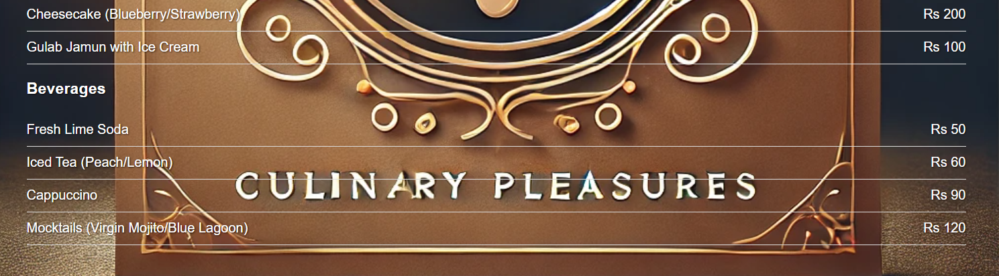 Cheesecake (Blueberry/Strawberry) Rs 200
Gulab Jamun with Ice Cream Rs 100
Beverages
Fresh Lime Soda Rs 50
Iced Tea (Peach/Lemon) Rs 60
CULINARY PLEASURES
Cappuccino Rs 90
Mocktails (Virgin Mojito/Blue Lagoon) Rs 120